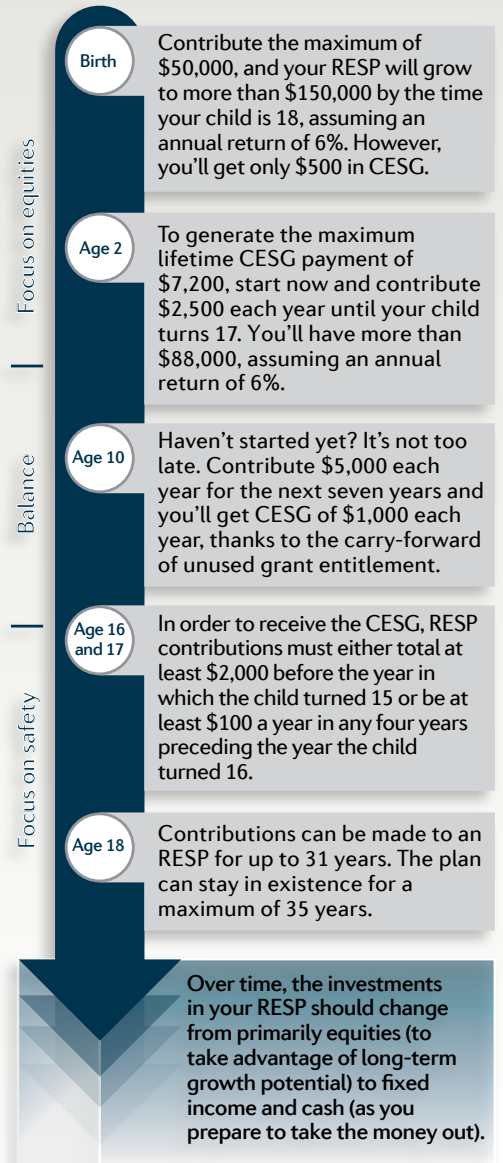 Focus on equities
Birth
Contribute the maximum of
$50,000, and your RESP will grow
to more than $150,000 by the time
your child is 18, assuming an
annual return of 6%. However,
you'll get only $500 in CESG.
Age 2
To generate the maximum
lifetime CESG payment of
$7,200, start now and contribute
$2,500 each year until your child
turns 17. You'll have more than
$88,000, assuming an annual
return of 6%.
Balance
Age 10
Haven't started yet? It's not too
late. Contribute $5,000 each
year for the next seven years and
you'll get CESG of $1,000 each
year, thanks to the carry-forward
of unused grant entitlement.
Focus on safety
Age 16
and 17
In order to receive the CESG, RESP
contributions must either total at
least $2,000 before the year in
which the child turned 15 or be at
least $100 a year in any four years
preceding the year the child
turned 16.
Age 18
Contributions can be made to an
RESP for up to 31 years. The plan
can stay in existence for a
maximum of 35 years.
Over time, the investments
in your RESP should change
from primarily equities (to
take advantage of long-term
growth potential) to fixed
income and cash (as you
prepare to take the money out).